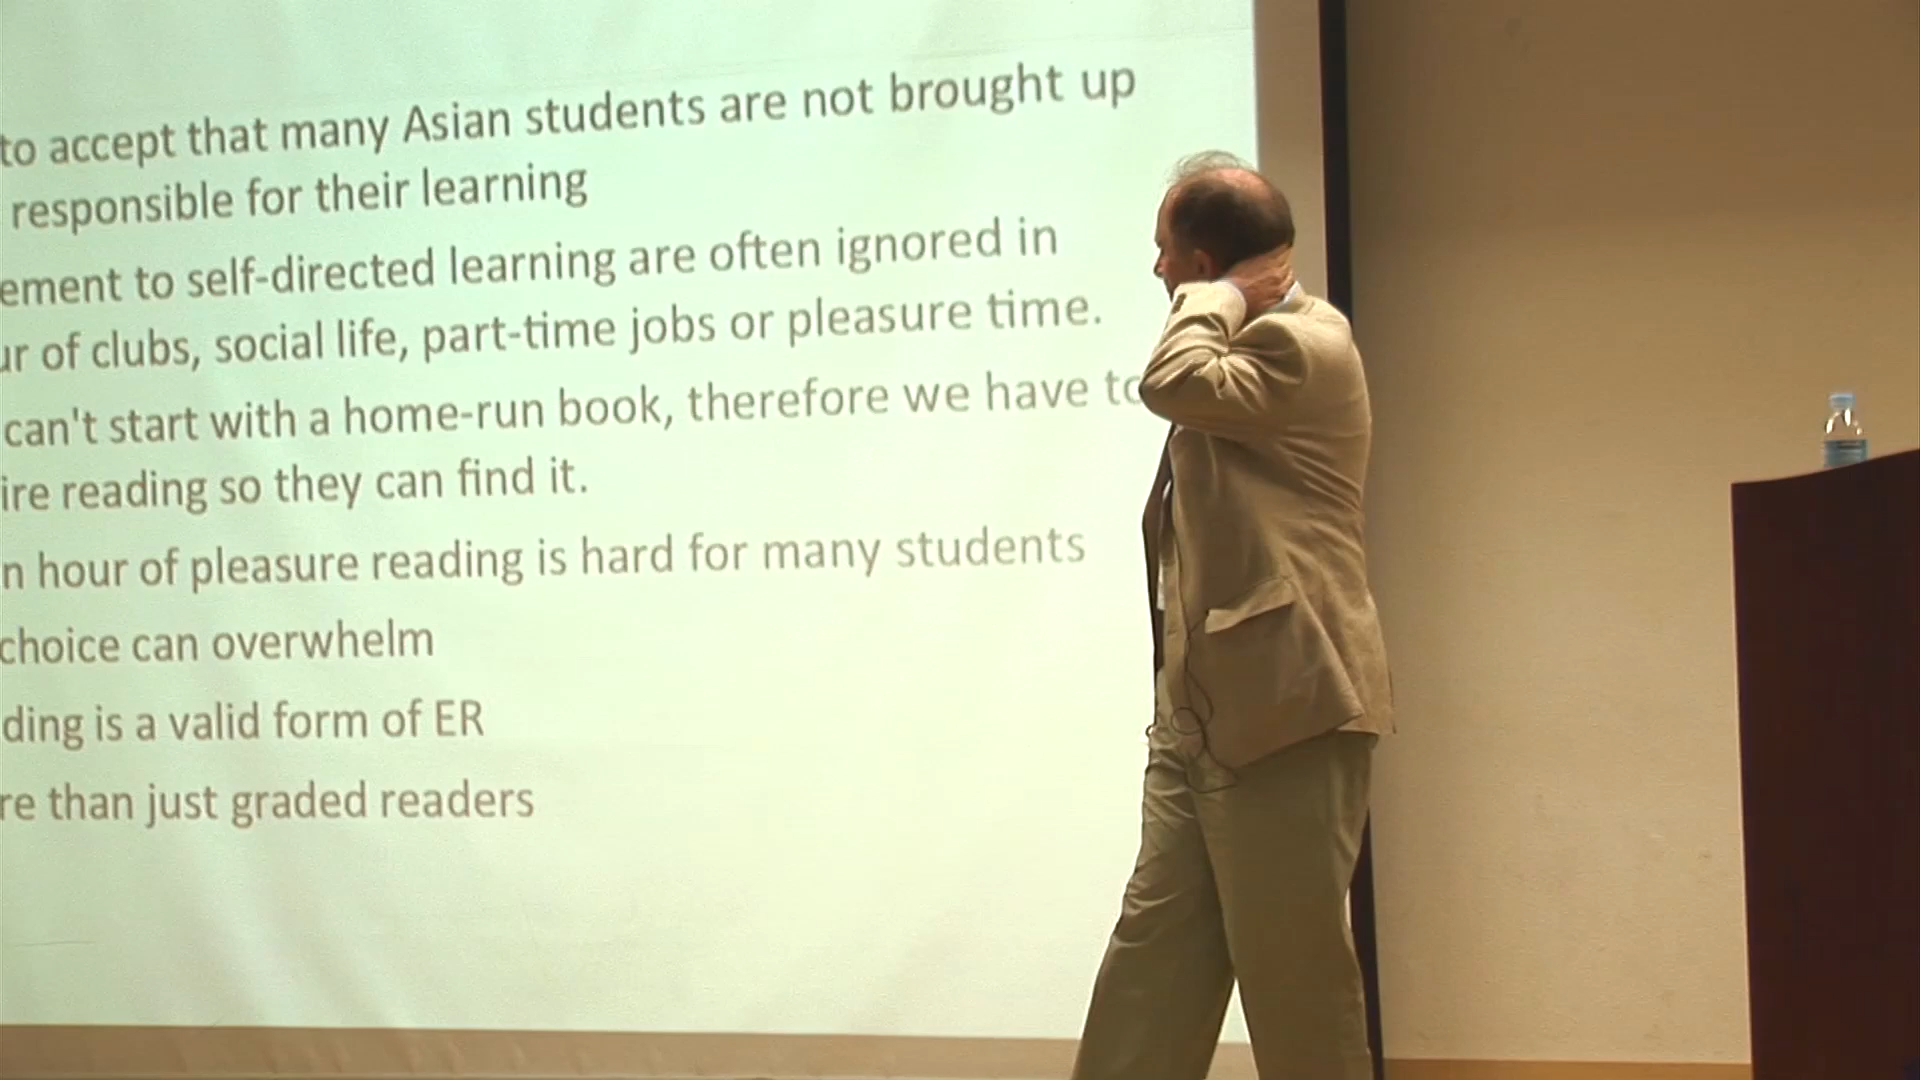 to accept that many Asian students are not brought up
responsible for their learning
ement to self-directed learning are often ignored in
ur of clubs, social life, part-time jobs or pleasure time.
can't start with a home-run book, therefore we have to
ire reading so they can find it.
n hour of pleasure reading is hard for many students
choice can overwhelm
ding is a valid form of ER
re than just graded readers